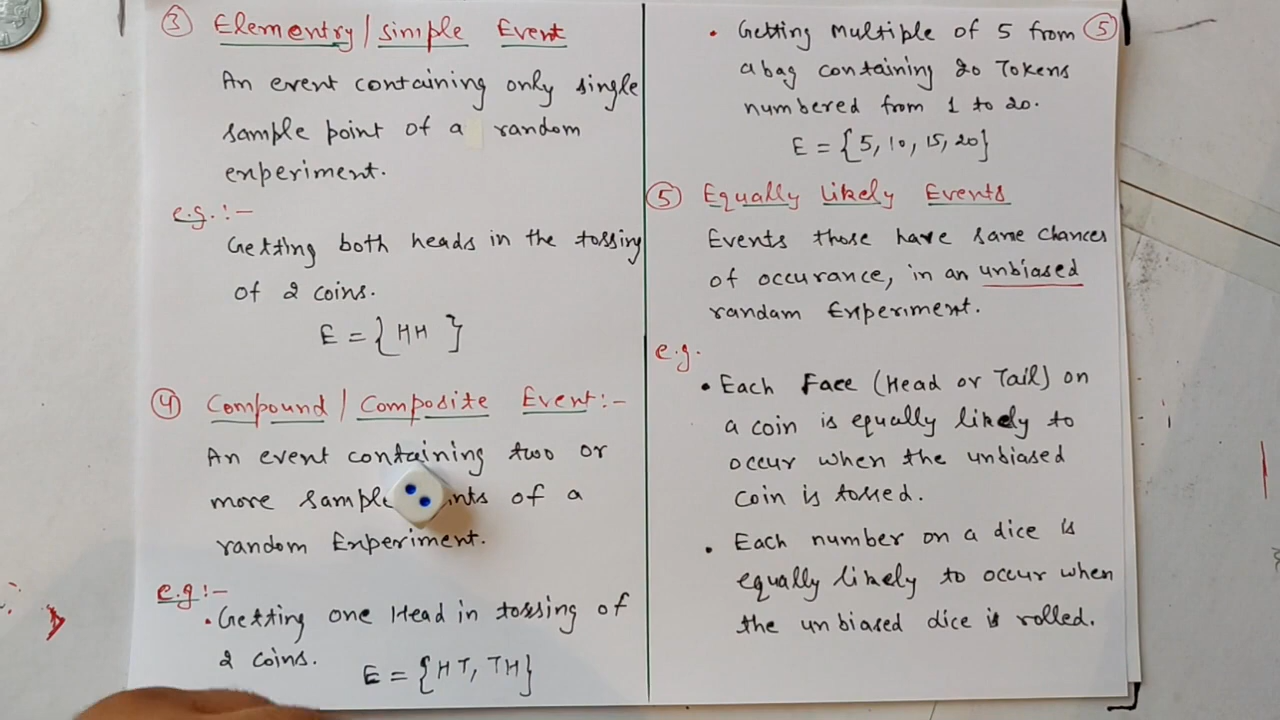 ③ Elementry / simple Event
An event containing only single
sample point of a random
experiment.
e.g. :-
Getting both heads in the tossing
of 2 coins.
E = { HH }
④ Compound / Composite Event :-
An event containing two or
more sample nts of a
random Experiment.
e.g :-
• Getting one Head in tossing of
2 coins.
E = { HT, TH }
⑤
• Getting Multiple of 5 from
a bag containing 20 Tokens
numbered from 1 to 20.
E = { 5, 10, 15, 20 }
⑤ Equally Likely Events
Events those have same chances
of occurance, in an unbiased
randam Experiment.
e.g.
• Each Face (Head or Tail) on
a coin is equally likely to
occur when the unbiased
coin is tossed.
• Each number on a dice is
equally likely to occur when
the unbiased dice is rolled.